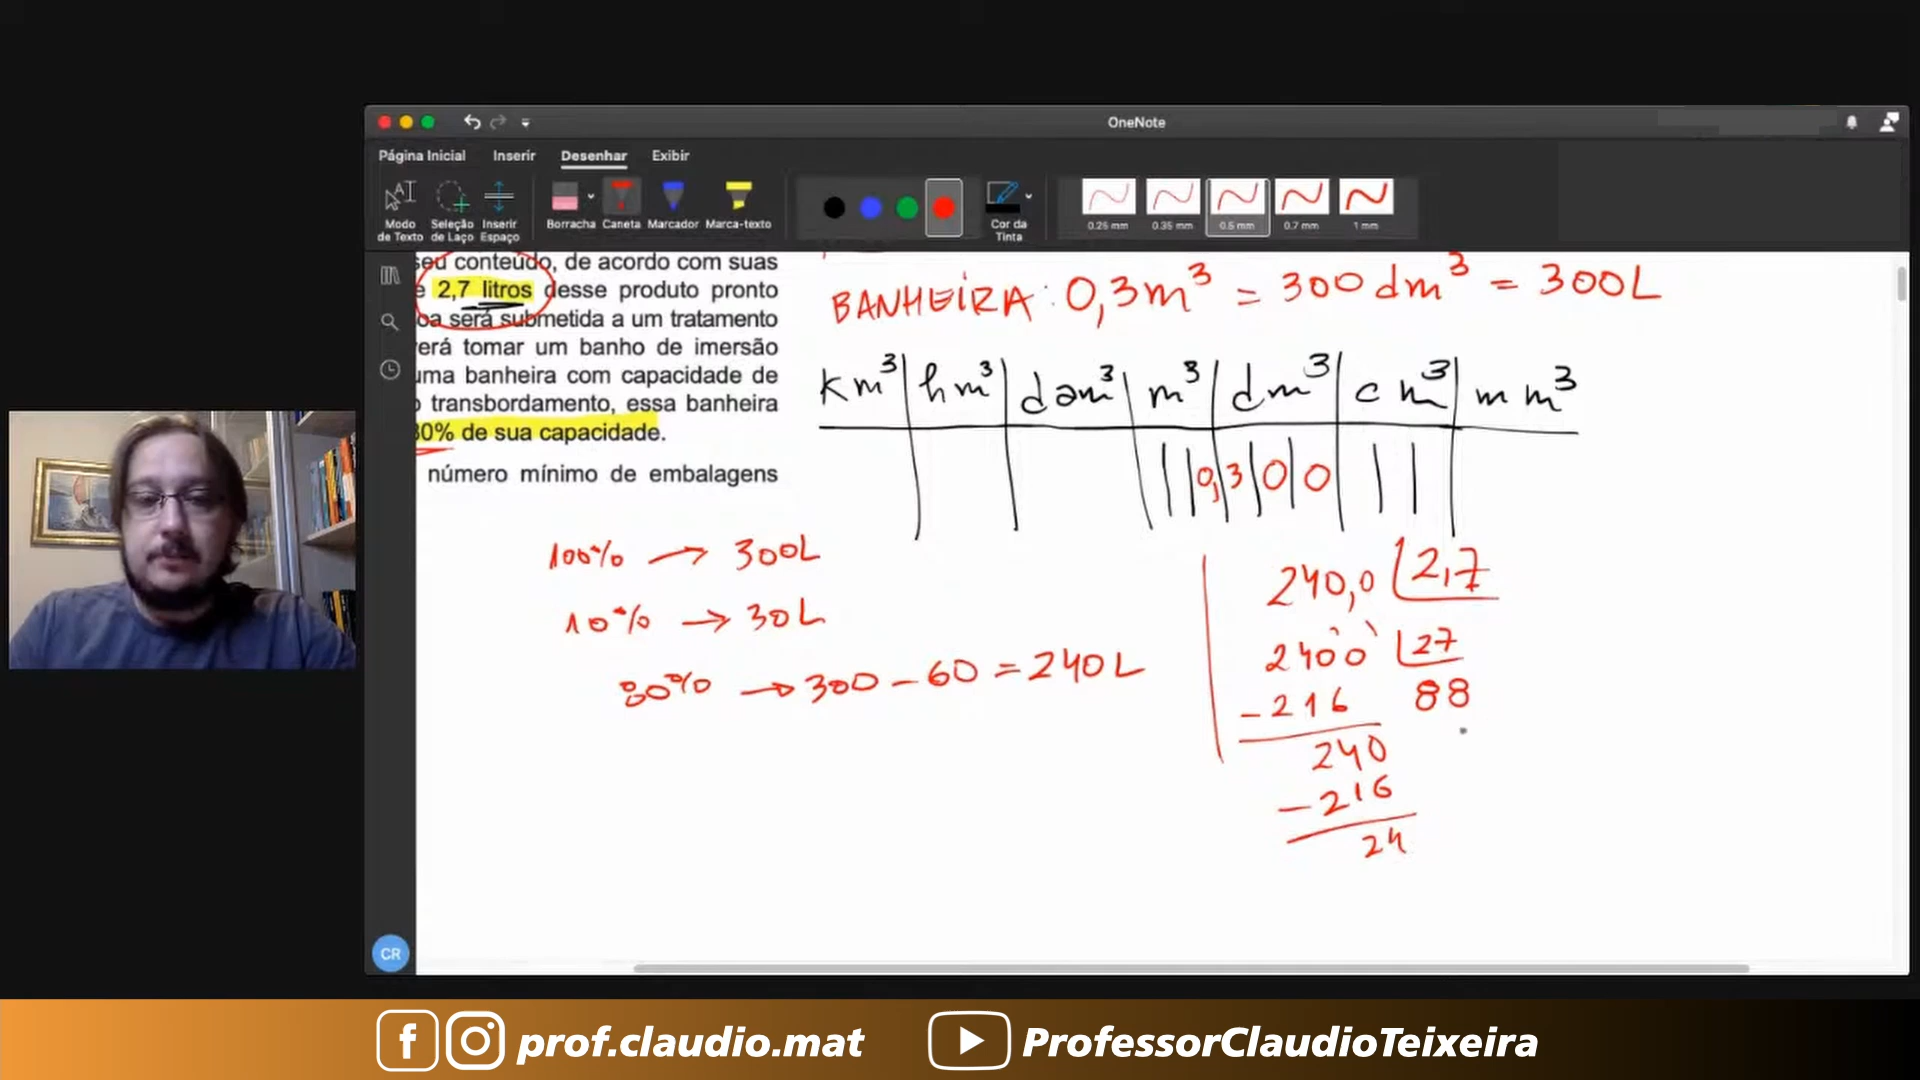 OneNote
Página Inicial Inserir Desenhar Exibir
Modo de Texto
Seleção de Laço
Inserir Espaço
Borracha
Caneta
Marcador
Marca-texto
Cor da Tinta
0.25 mm
0.35 mm
0.5 mm
0.7 mm
1 mm
seu conteúdo, de acordo com suas
e 2,7 litros desse produto pronto
será submetida a um tratamento
erá tomar um banho de imersão
uma banheira com capacidade de
o transbordamento, essa banheira
80% de sua capacidade.
número mínimo de embalagens
BANHEIRA: 0,3m³ = 300 dm³ = 300L
km³ hm³ dam³ m³ dm³ cm³ mm³
0,3 0 0
100% → 300L
10% → 30L
80% → 300 - 60 = 240L
240,0 2,7
2400 27
- 216 88
240
- 216
24
CR
prof.claudio.mat
ProfessorClaudioTeixeira